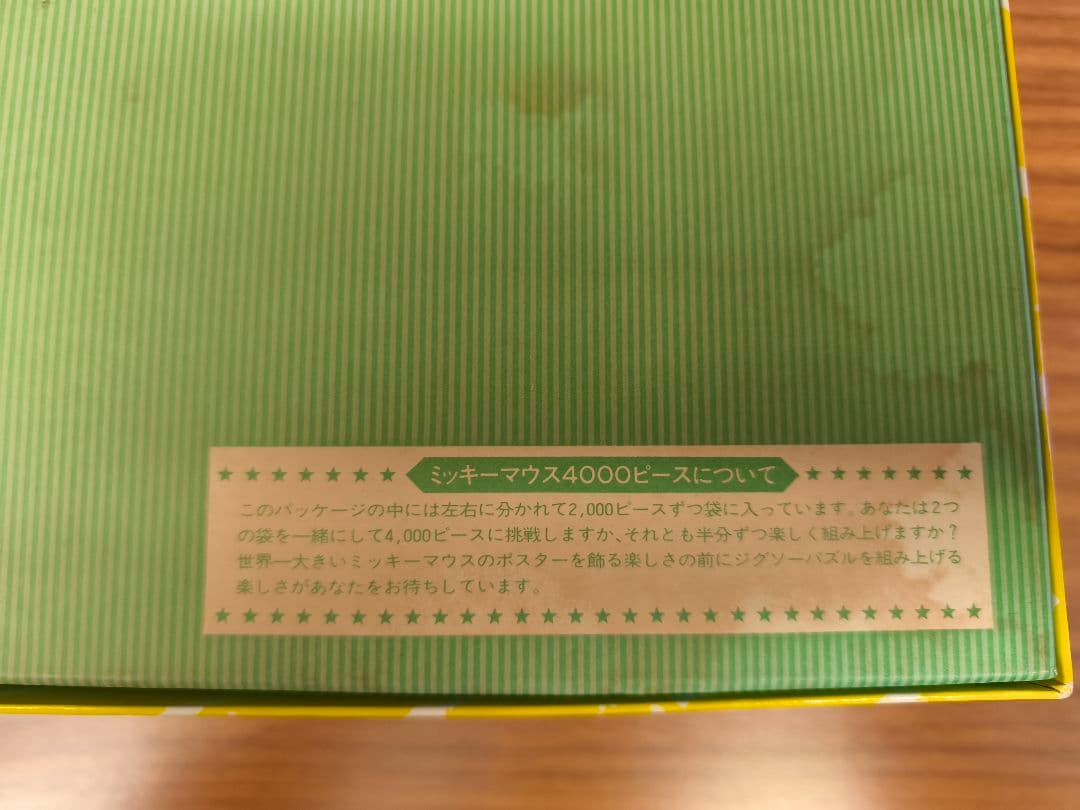 ミッキーマウス4000ピースについて
このパッケージの中には左右に分かれて2,000ピースずつ袋に入っています。あなたは2つ
の袋を一緒にして4,000ピースに挑戦しますか、それとも半分ずつ楽しく組み上げますか?
世界一大きいミッキーマウスのポスターを飾る楽しさの前にジグソーパズルを組み上げる
楽しさがあなたをお待ちしています。